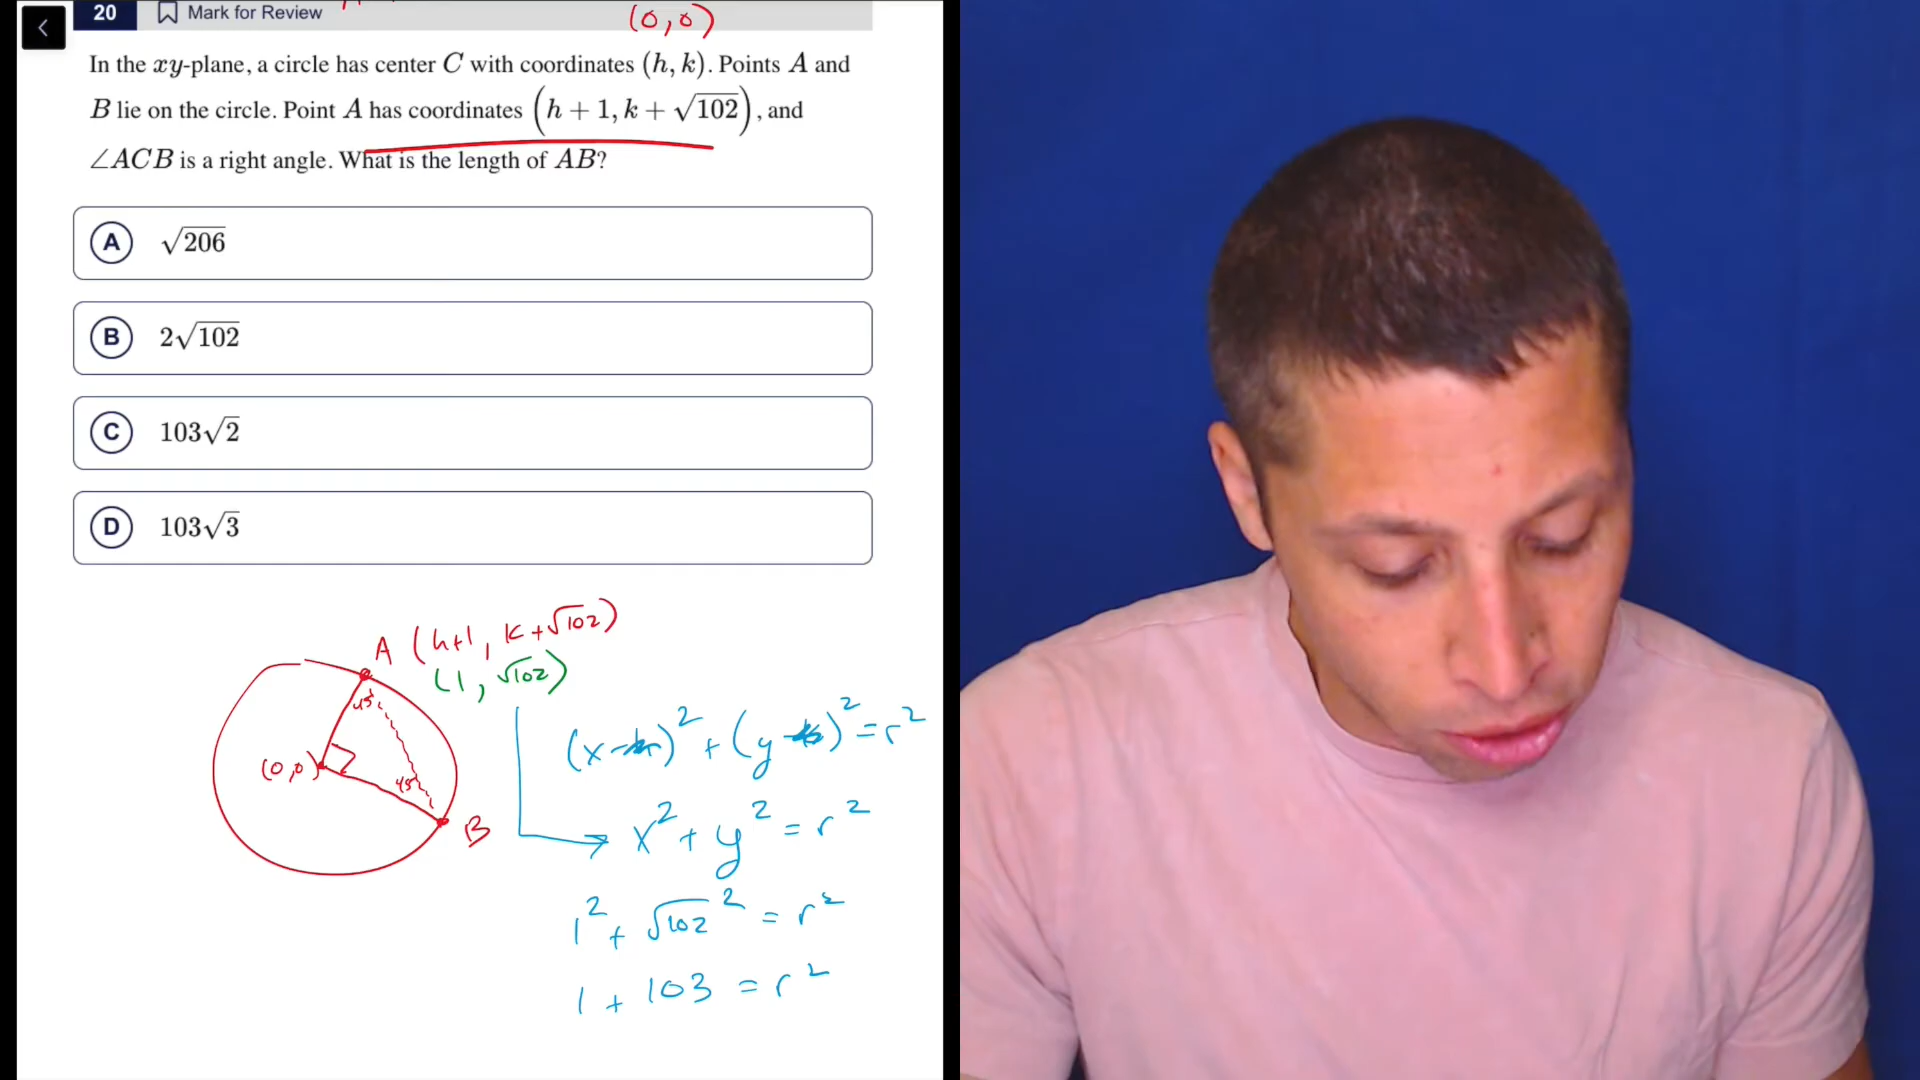 20 Mark for Review
(0,0)
In the xy-plane, a circle has center C with coordinates (h, k). Points A and
B lie on the circle. Point A has coordinates (h + 1, k + √102), and
∠ACB is a right angle. What is the length of AB?
A √206
B 2√102
C 103√2
D 103√3
A (h+1, k+√102)
(1, √102)
45°
(0,0)
45°
B
(x-h)² + (y-k)² = r²
x² + y² = r²
1² + √102² = r²
1 + 103 = r²